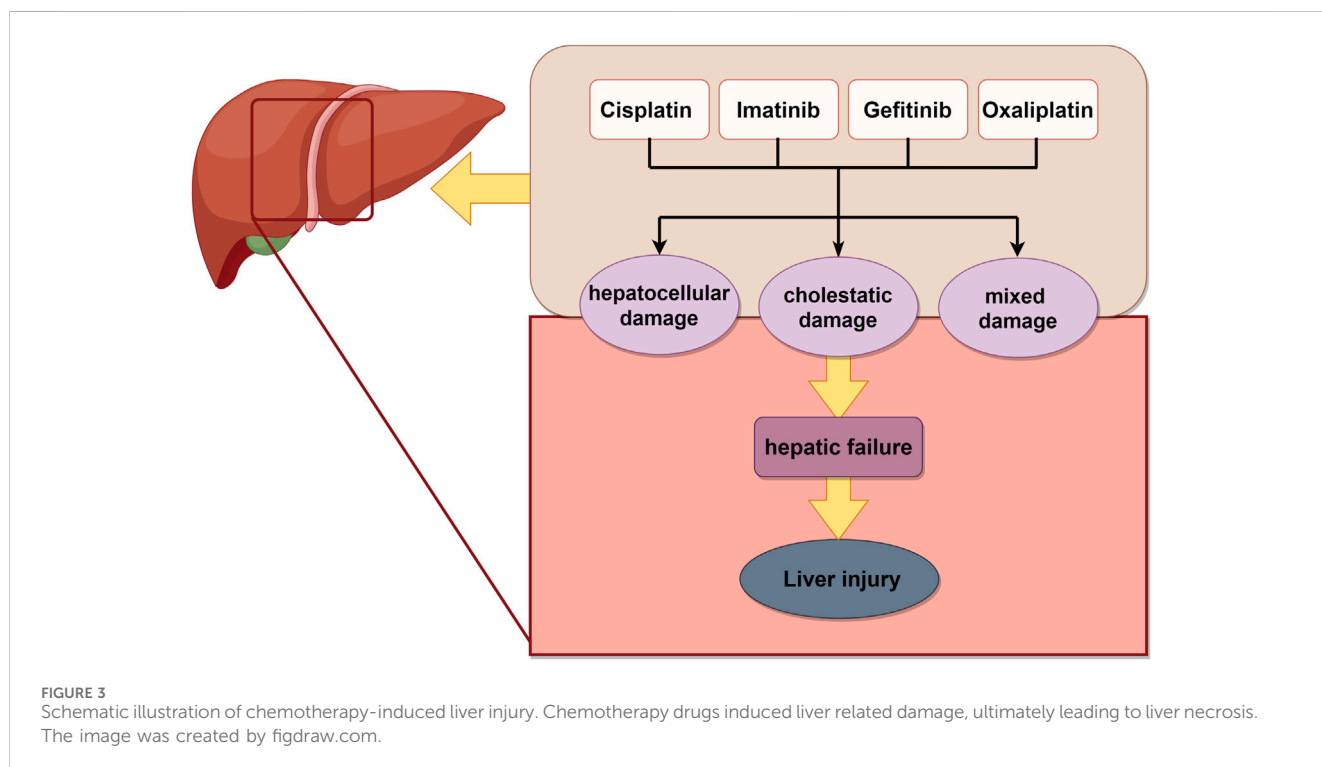 Cisplatin
Imatinib
Gefitinib
Oxaliplatin
hepatocellular
damage
cholestatic
damage
mixed
damage
hepatic failure
Liver injury
FIGURE 3
Schematic illustration of chemotherapy-induced liver injury. Chemotherapy drugs induced liver related damage, ultimately leading to liver necrosis.
The image was created by figdraw.com.